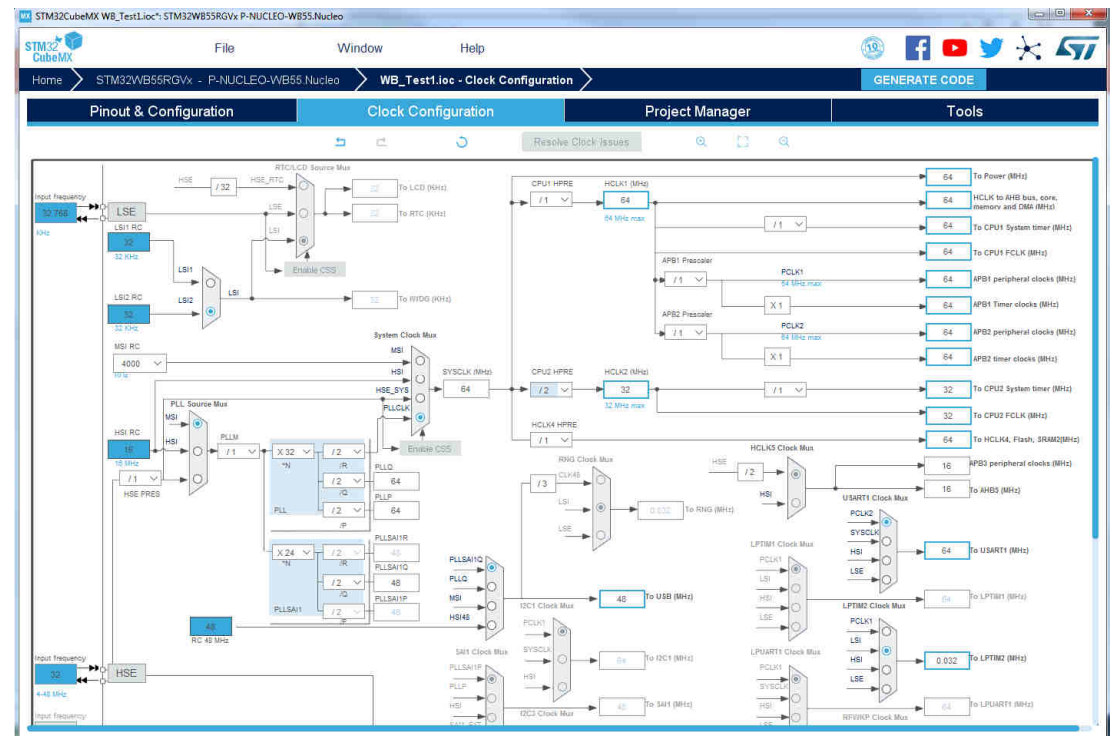 STM32CubeMX WB_Test1.ioc*: STM32WB55RGVx P-NUCLEO-WB55.Nucleo
STM32 CubeMX
File Window Help
Home STM32WB55RGVx - P-NUCLEO-WB55.Nucleo WB_Test1.ioc - Clock Configuration GENERATE CODE
Pinout & Configuration Clock Configuration Project Manager Tools
Resolve Clock Issues
RTC/LCD Source Mux
HSE / 32 HSE_RTC
32 To LCD (KHz)
Input frequency
32.768
KHz
LSE
LSE
32 To RTC (KHz)
LSI
LSI1 RC
32
32 KHz
Enable CSS
LSI1
LSI2
LSI
LSI2 RC
32
32 KHz
32 To IWDG (KHz)
MSI RC
4000
System Clock Mux
MSI
HSI
HSE_SYS
PLLCLK
Enable CSS
SYSCLK (MHz)
64
PLL Source Mux
MSI
HSI
HSI RC
16
16 MHz
/ 1
HSE PRES
PLLM
/ 1
X 32
*N
/ 2
/R
PLLQ
/ 2
64
/Q
PLLP
/ 2
64
/P
PLL
PLLSAI1R
X 24
*N
/ 2
48
/R
PLLSAI1Q
/ 2
48
/Q
PLLSAI1P
/ 2
48
/P
PLLSAI1
48
RC 48 MHz
Input frequency
32
4-48 MHz
HSE
Input frequency
CPU1 HPRE
/ 1
HCLK1 (MHz)
64
64 MHz max
64 To Power (MHz)
64 HCLK to AHB bus, core,
memory and DMA (MHz)
/ 1 64 To CPU1 System timer (MHz)
64 To CPU1 FCLK (MHz)
APB1 Prescaler
/ 1
PCLK1
64 MHz max
64 APB1 peripheral clocks (MHz)
X 1 64 APB1 Timer clocks (MHz)
APB2 Prescaler
/ 1
PCLK2
64 MHz max
64 APB2 peripheral clocks (MHz)
X 1 64 APB2 timer clocks (MHz)
CPU2 HPRE
/ 2
HCLK2 (MHz)
32
32 MHz max
/ 1 32 To CPU2 System timer (MHz)
32 To CPU2 FCLK (MHz)
HCLK4 HPRE
/ 1
64 To HCLK4, Flash, SRAM2(MHz)
HCLK5 Clock Mux
HSE / 2
HSI
16 APB3 peripheral clocks (MHz)
16 To AHB5 (MHz)
RNG Clock Mux
/ 3 CLK48
LSI
LSE
0.032 To RNG (MHz)
USART1 Clock Mux
PCLK2
SYSCLK
HSI
LSE
64 To USART1 (MHz)
PLLSAI1Q
PLLQ
MSI
HSI48
48 To USB (MHz)
LPTIM1 Clock Mux
PCLK1
LSI
HSI
LSE
64 To LPTIM1 (MHz)
I2C1 Clock Mux
PCLK1
SYSCLK
HSI
64 To I2C1 (MHz)
LPTIM2 Clock Mux
PCLK1
LSI
HSI
LSE
0.032 To LPTIM2 (MHz)
SAI1 Clock Mux
PLLSAI1P
PLLP
HSI
SAI1_EXT
48 To SAI1 (MHz)
I2C3 Clock Mux
LPUART1 Clock Mux
PCLK1
SYSCLK
HSI
LSE
64 To LPUART1 (MHz)
RFWKP Clock Mux